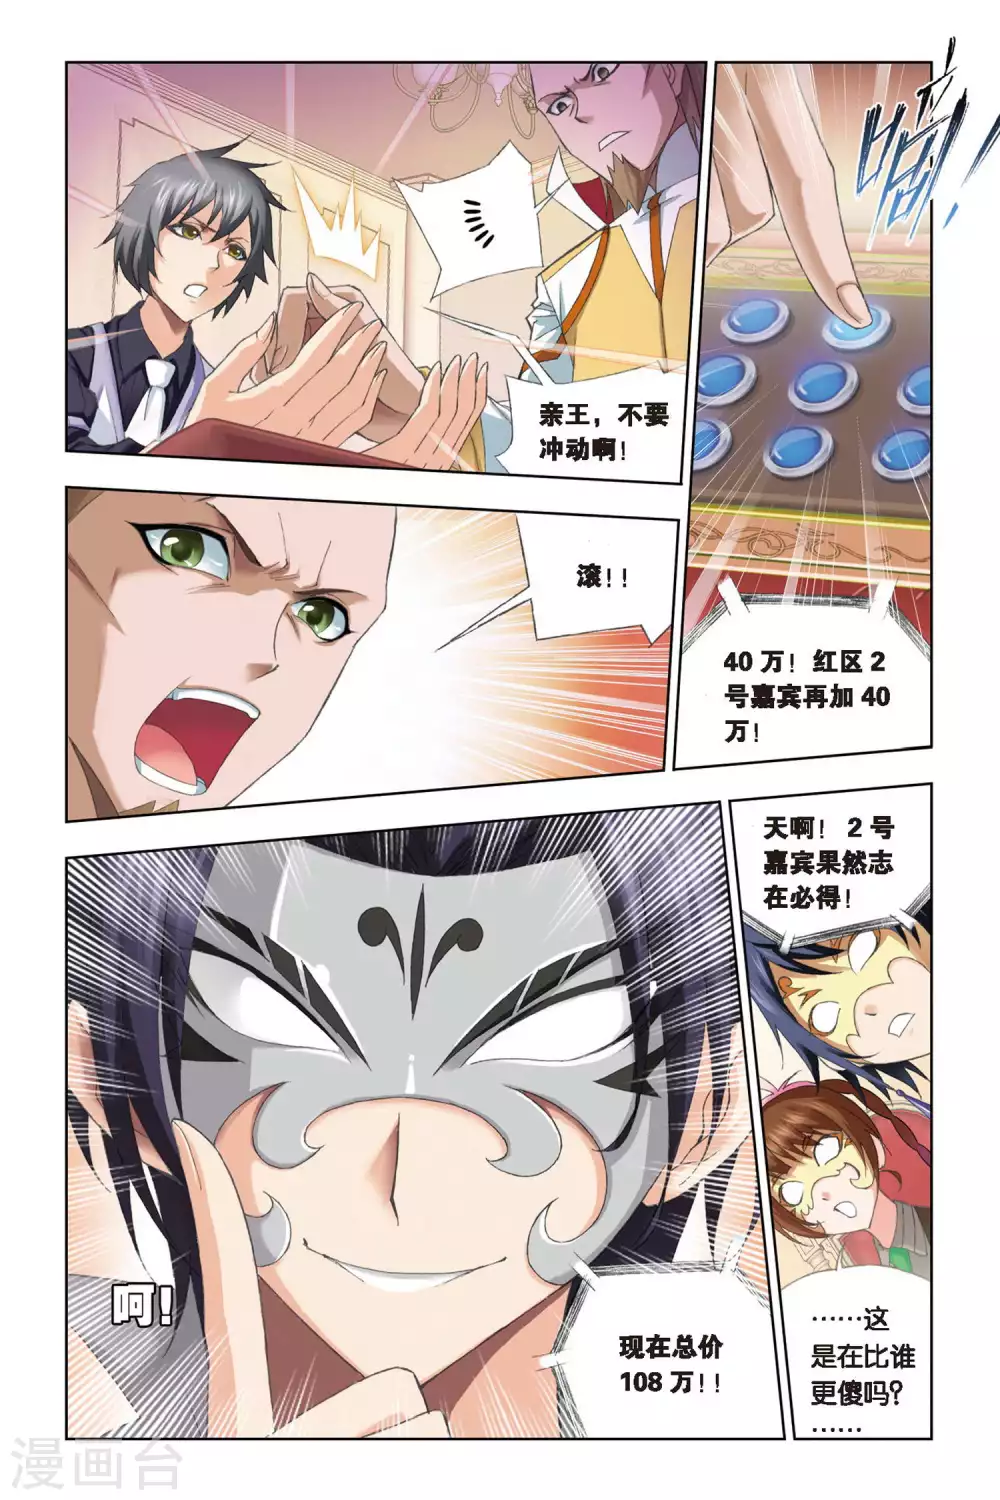 亲王，不要
冲动啊！
嗡！
滚！！
40万！红区2
号嘉宾再加40
万！
天啊！2号
嘉宾果然志
在必得！
呵！
现在总价
108万！！
……这
是在比谁
更傻吗？
……
漫画台